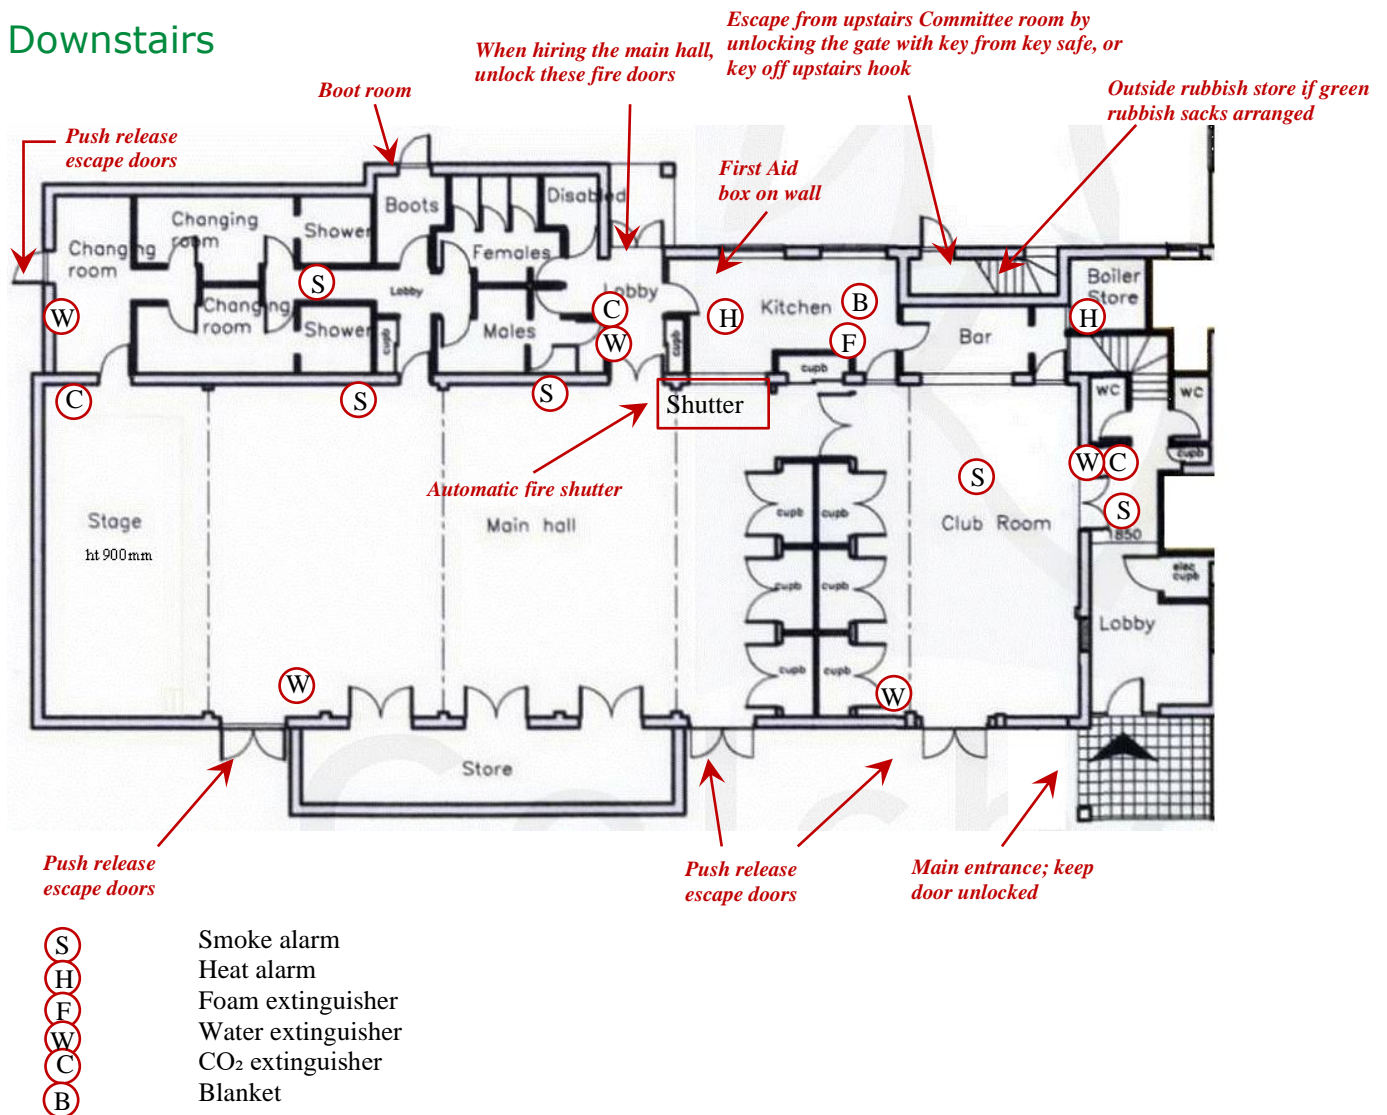 Downstairs
When hiring the main hall,
unlock these fire doors
Escape from upstairs Committee room by
unlocking the gate with key from key safe, or
key off upstairs hook
Outside rubbish store if green
rubbish sacks arranged
Boot room
Push release
escape doors
First Aid
box on wall
Changing
room
Changing
room
Shower
Boots
Females
Disabled
S
Lobby
Changing
room
Shower
cupb
Males
Lobby
C
W
cupb
W
H
Kitchen
B
F
cupb
Bar
Boiler
Store
H
C
S
S
Shutter
WC
WC
W
C
cupb
S
S
1850
Automatic fire shutter
Stage
ht 900mm
Main hall
cupb
cupb
cupb
cupb
cupb
cupb
Club Room
elec
cupb
Lobby
W
W
Store
Push release
escape doors
Push release
escape doors
Main entrance; keep
door unlocked
S Smoke alarm
H Heat alarm
F Foam extinguisher
W Water extinguisher
C CO₂ extinguisher
B Blanket